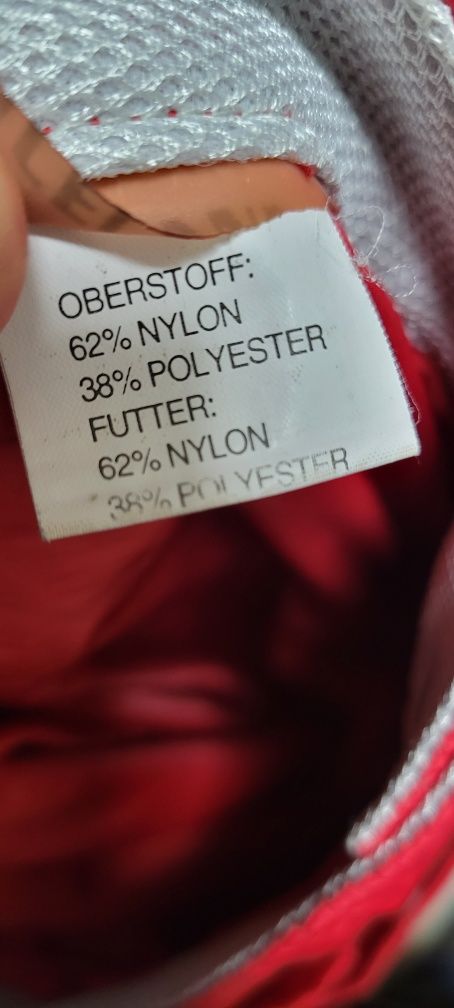 OBERSTOFF:
62% NYLON
38% POLYESTER
FUTTER:
62% NYLON
38% POLYESTER